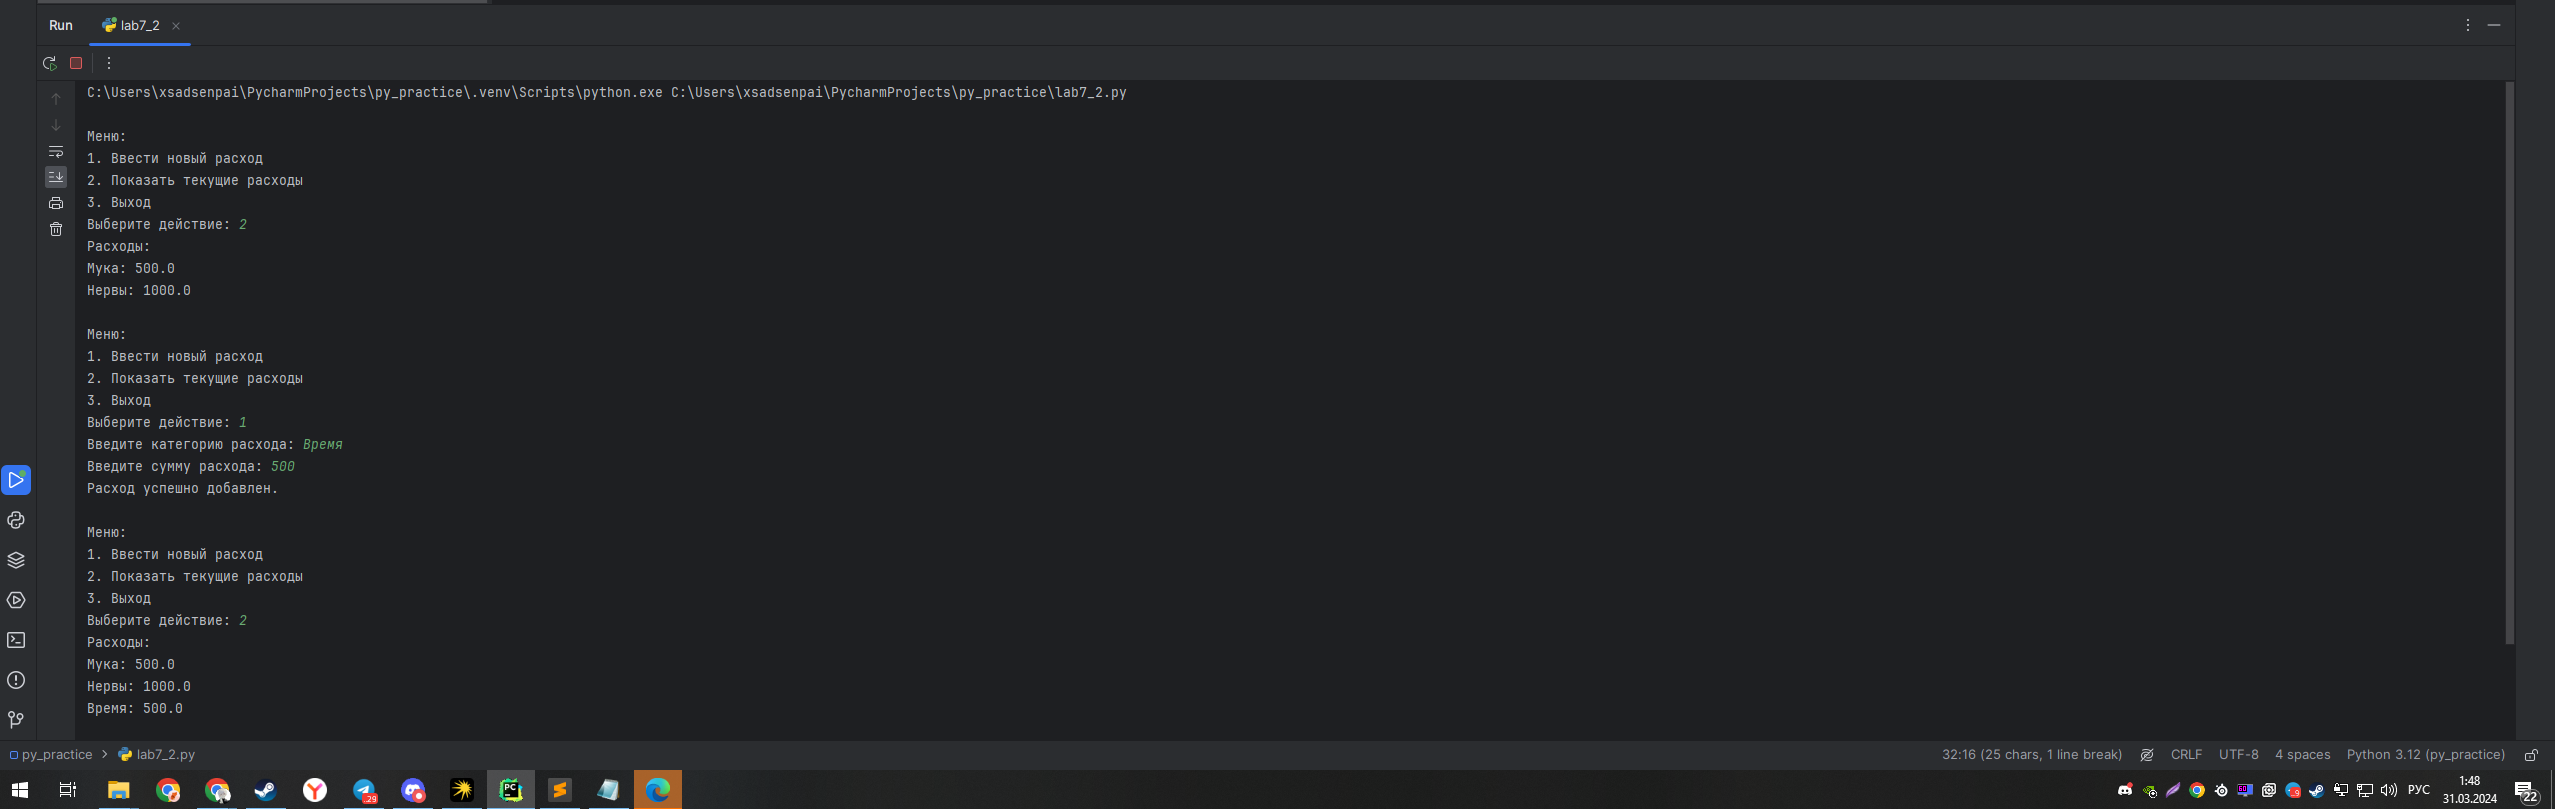 Run lab7_2
C:\Users\xsadsenpai\PycharmProjects\py_practice\.venv\Scripts\python.exe C:\Users\xsadsenpai\PycharmProjects\py_practice\lab7_2.py
Меню:
1. Ввести новый расход
2. Показать текущие расходы
3. Выход
Выберите действие: 2
Расходы:
Мука: 500.0
Нервы: 1000.0
Меню:
1. Ввести новый расход
2. Показать текущие расходы
3. Выход
Выберите действие: 1
Введите категорию расхода: Время
Введите сумму расхода: 500
Расход успешно добавлен.
Меню:
1. Ввести новый расход
2. Показать текущие расходы
3. Выход
Выберите действие: 2
Расходы:
Мука: 500.0
Нервы: 1000.0
Время: 500.0
py_practice > lab7_2.py 32:16 (25 chars, 1 line break) CRLF UTF-8 4 spaces Python 3.12 (py_practice)
РУС
1:48
31.03.2024
22